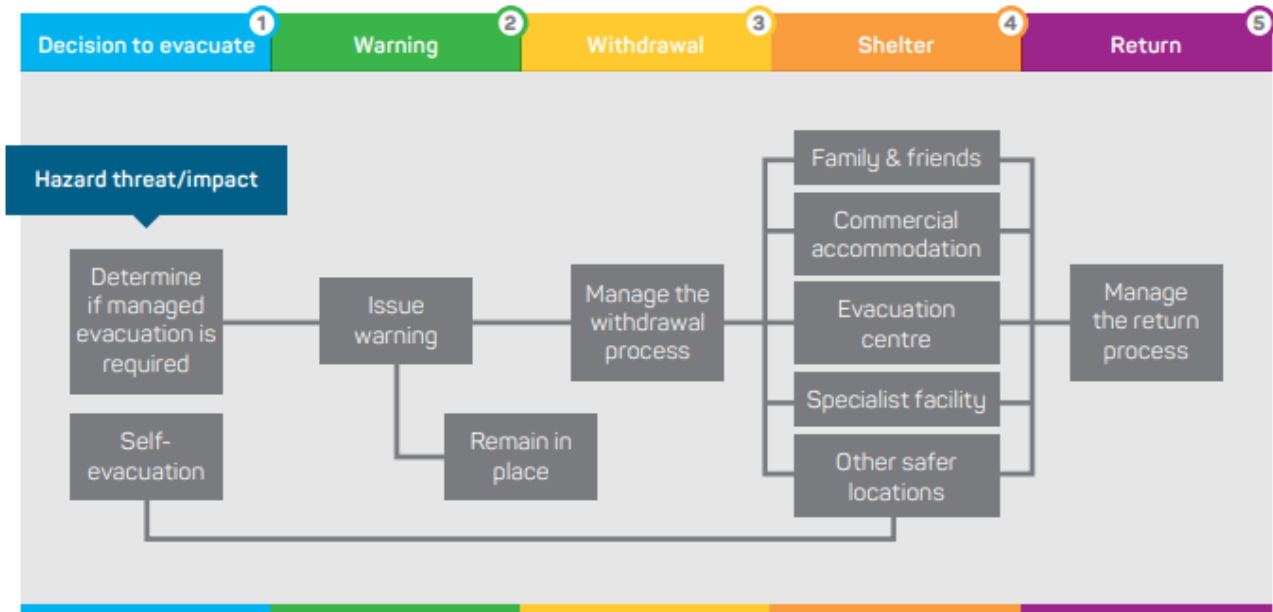 1
2
3
4
5
Decision to evacuate
Warning
Withdrawal
Shelter
Return
Hazard threat/impact
Determine
if managed
evacuation is
required
Self-
evacuation
Issue
warning
Remain in
place
Manage the
withdrawal
process
Family & friends
Commercial
accommodation
Evacuation
centre
Specialist facility
Other safer
locations
Manage
the return
process